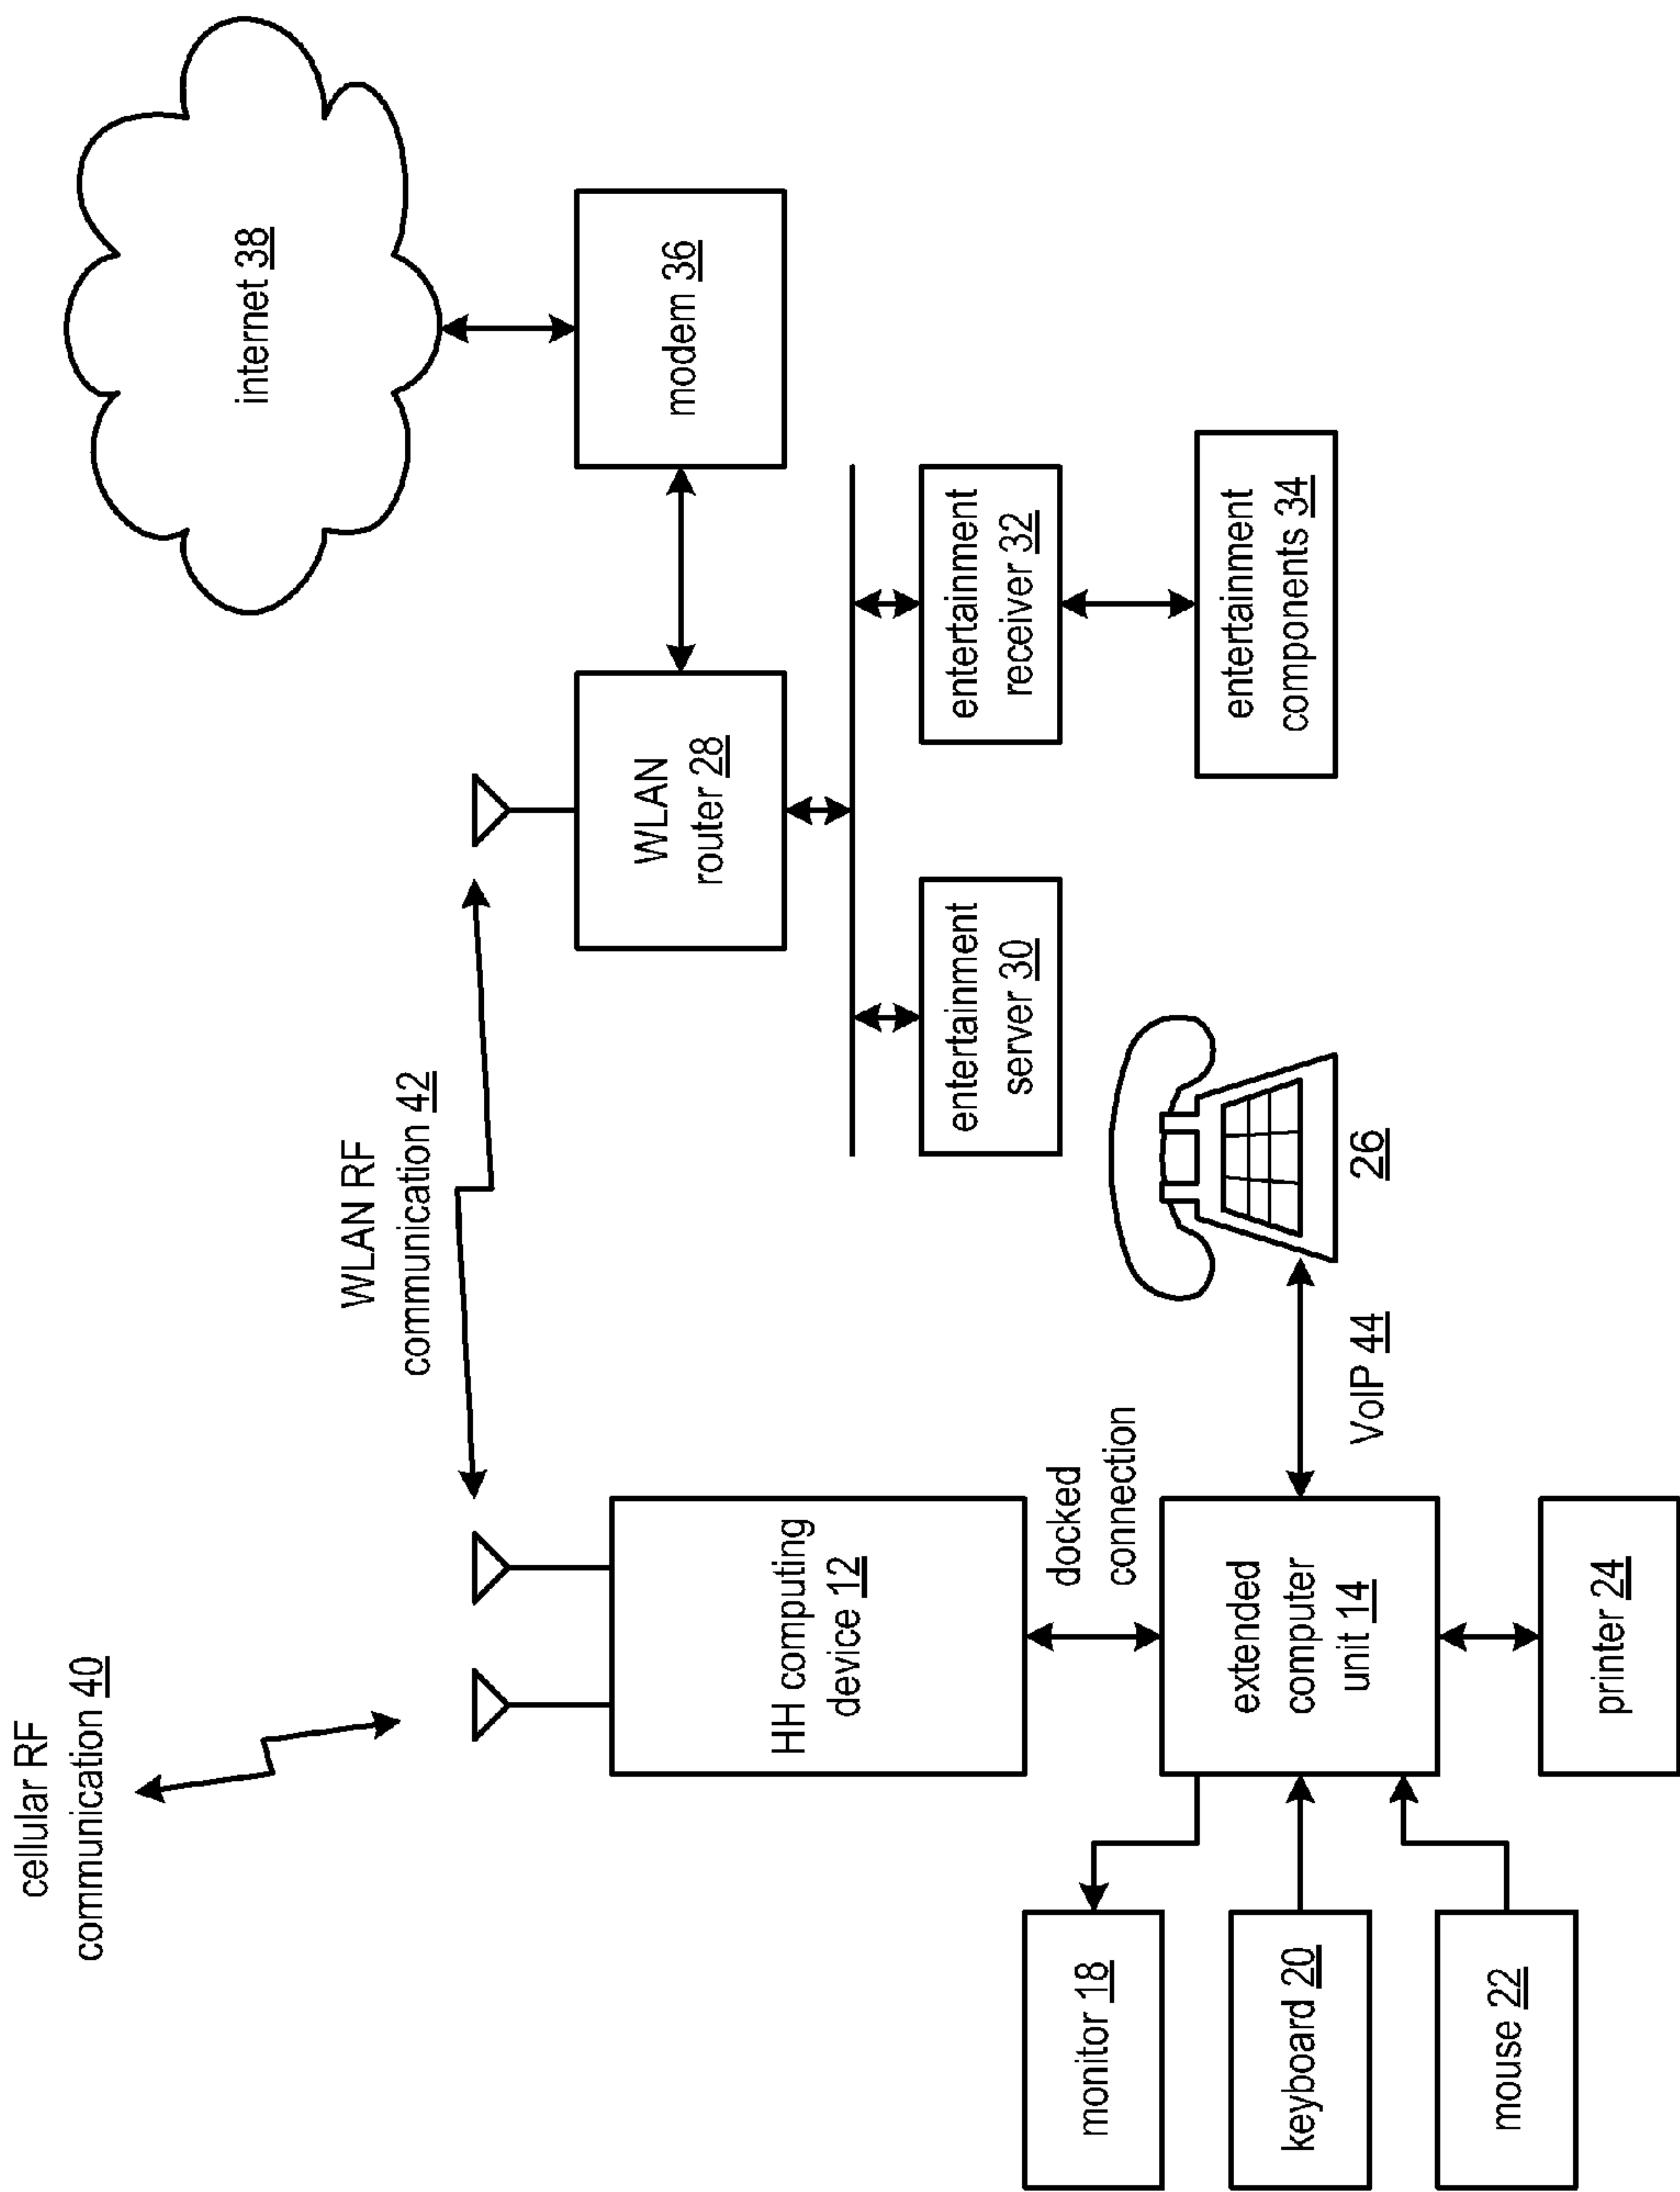 cellular RF
communication 40
WLAN RF
communication 42
internet 38
HH computing
device 12
WLAN
router 28
modem 36
docked
connection
entertainment
server 30
entertainment
receiver 32
monitor 18
keyboard 20
mouse 22
extended
computer
unit 14
VoIP 44
26
entertainment
components 34
printer 24